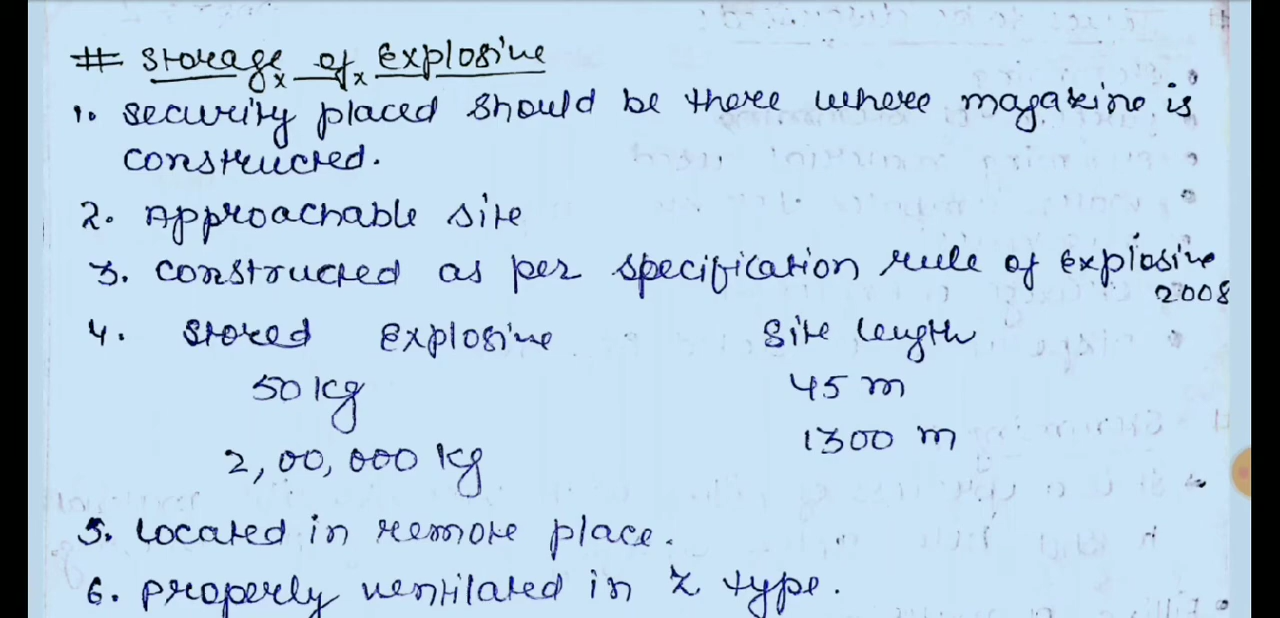 # Storage of Explosive
1. security placed should be there where magazine is
constructed.
2. Approachable site
3. constructed as per specification rule of Explosive
2008
4. Stored Explosive Site length
50 kg 45 m
2,00,000 kg 1300 m
5. Located in remote place.
6. properly ventilated in Z type.